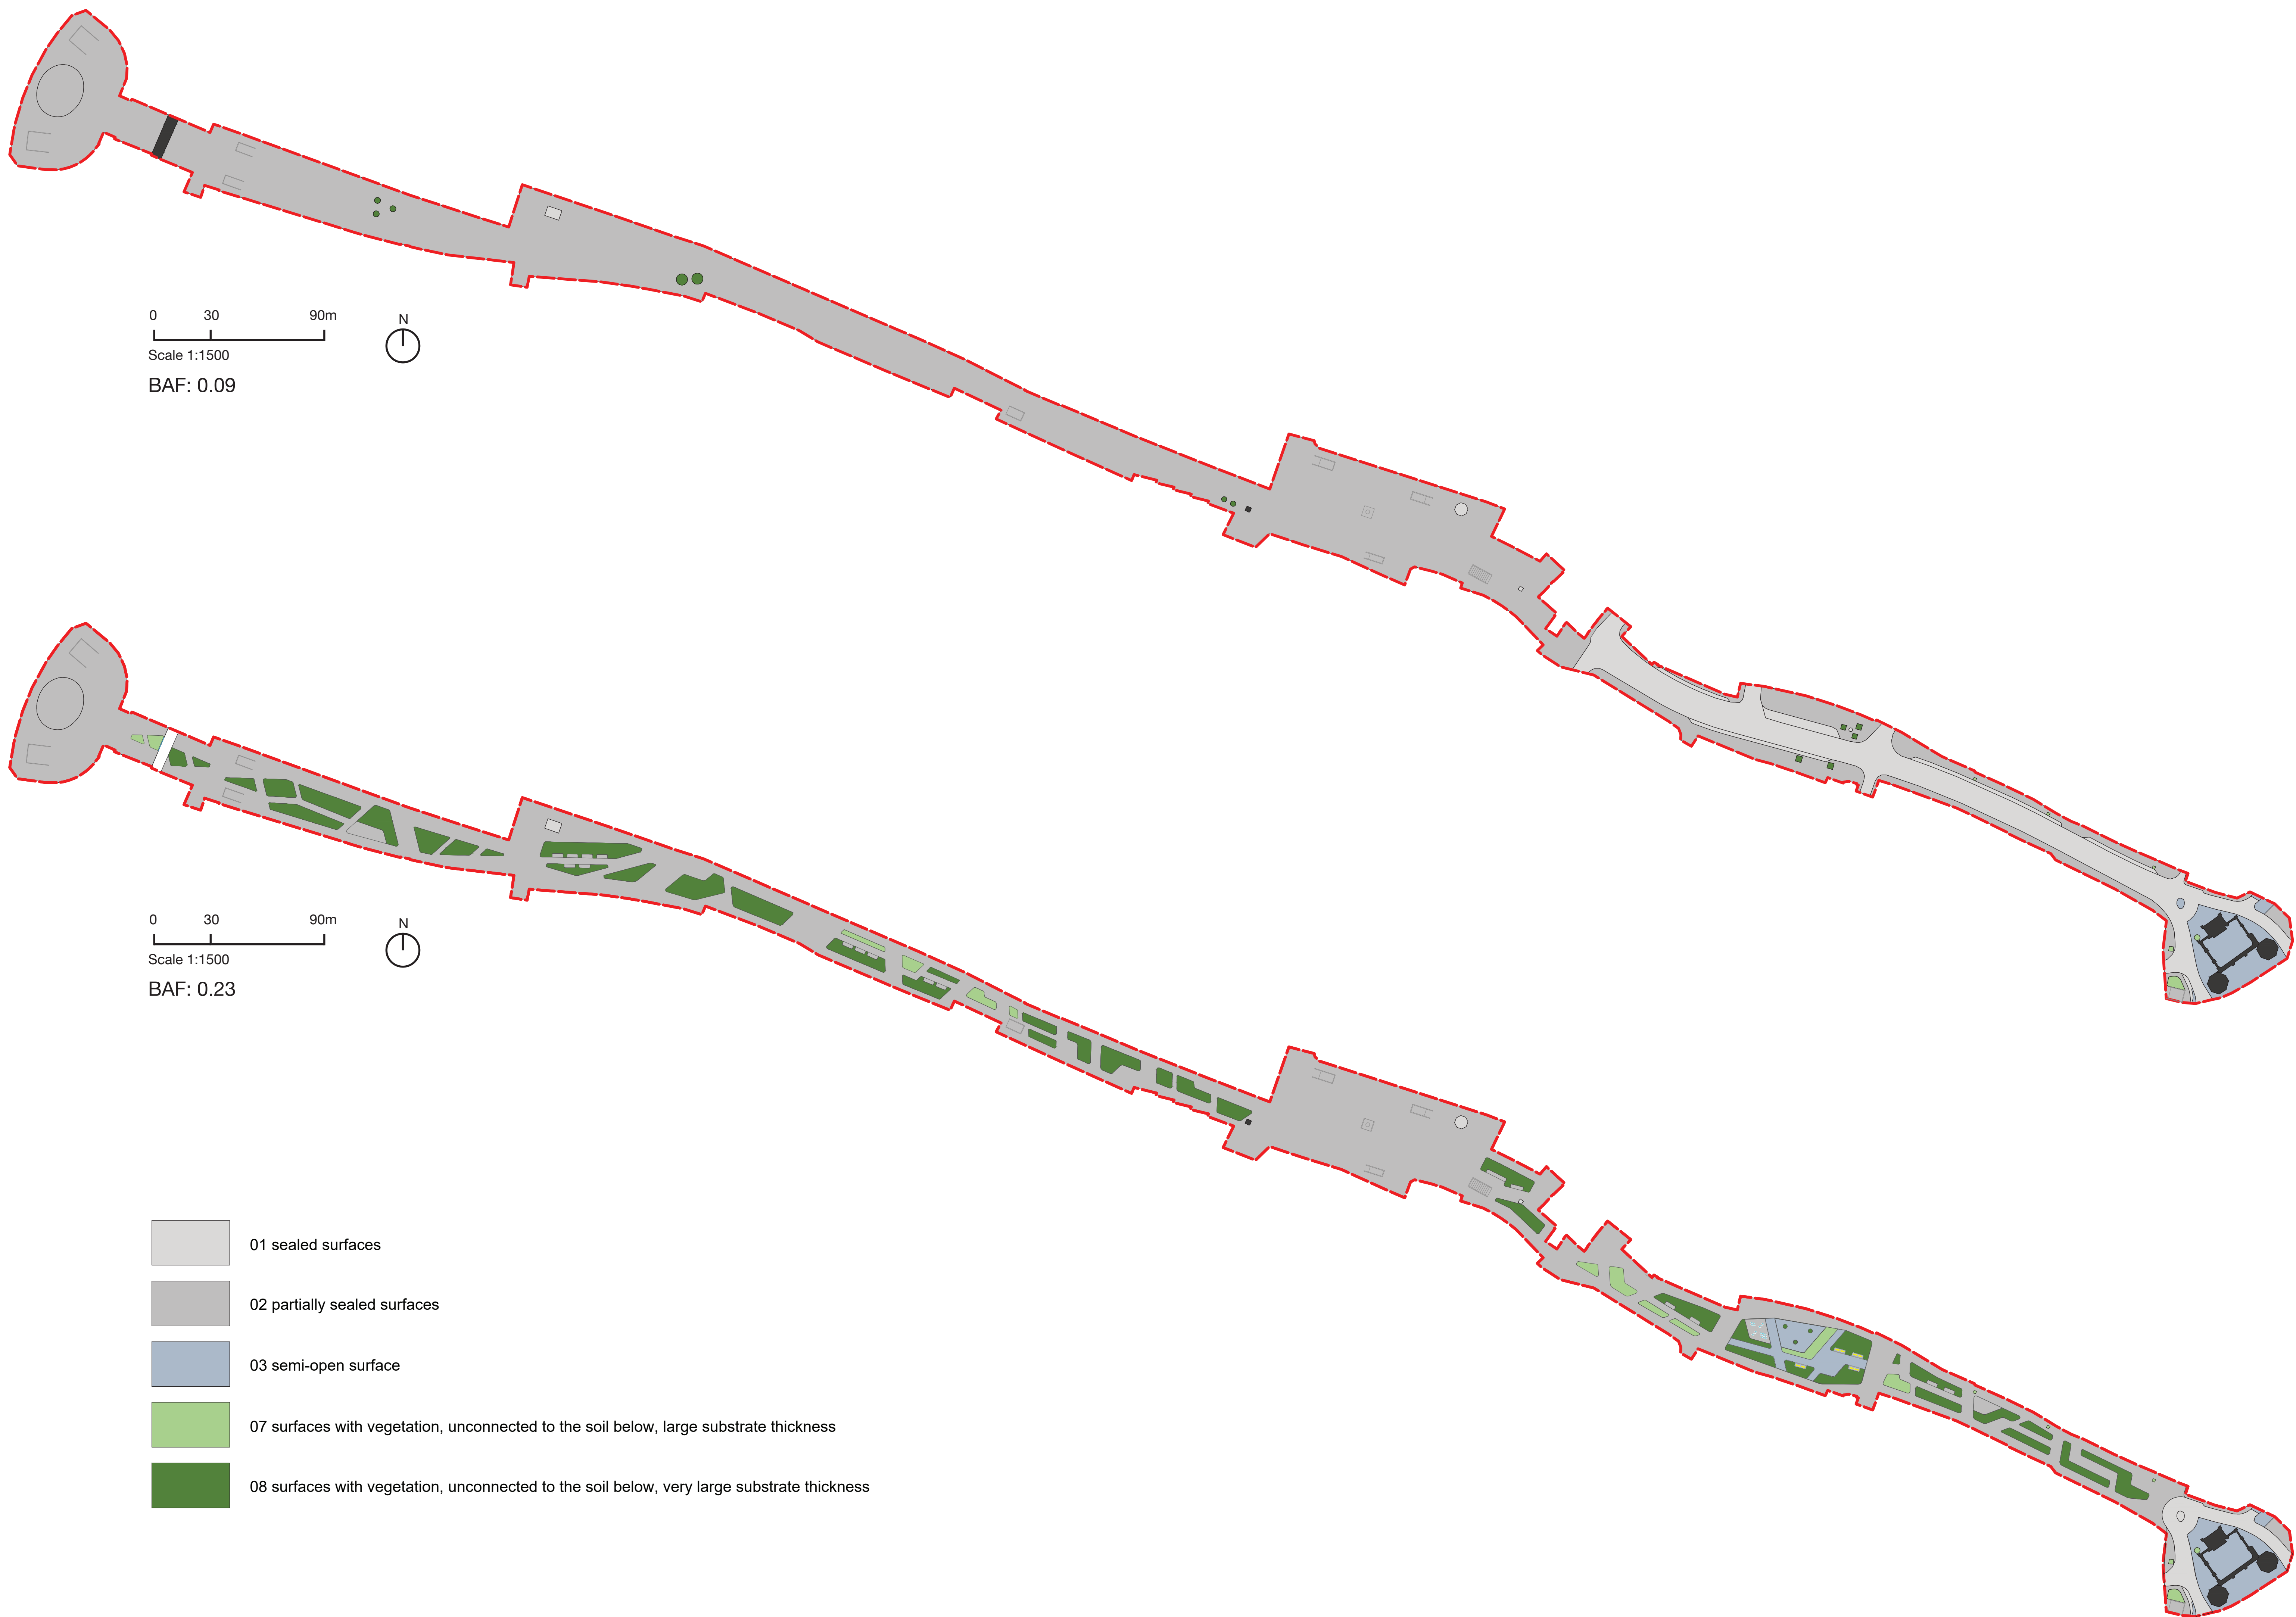 0 30 90m
N
Scale 1:1500
BAF: 0.09
0 30 90m
N
Scale 1:1500
BAF: 0.23
01 sealed surfaces
02 partially sealed surfaces
03 semi-open surface
07 surfaces with vegetation, unconnected to the soil below, large substrate thickness
08 surfaces with vegetation, unconnected to the soil below, very large substrate thickness